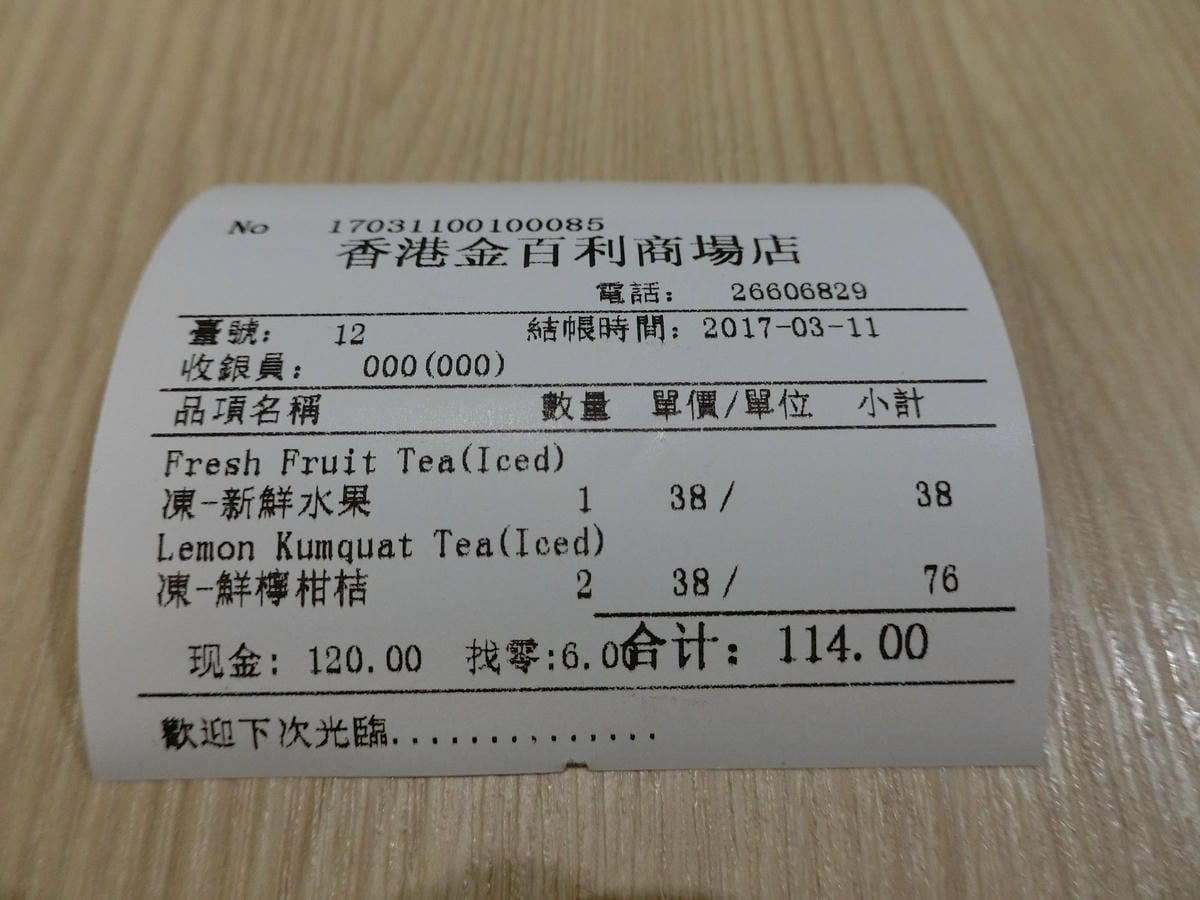 No 17031100100085
香港金百利商場店
電話: 26606829
臺號: 12 結帳時間: 2017-03-11
收銀員: 000(000)
品項名稱 數量 單價/單位 小計
Fresh Fruit Tea(Iced)
凍-新鮮水果 1 38/ 38
Lemon Kumquat Tea(Iced)
凍-鮮檸柑桔 2 38/ 76
现金: 120.00 找零:6.00 合计: 114.00
歡迎下次光臨..............